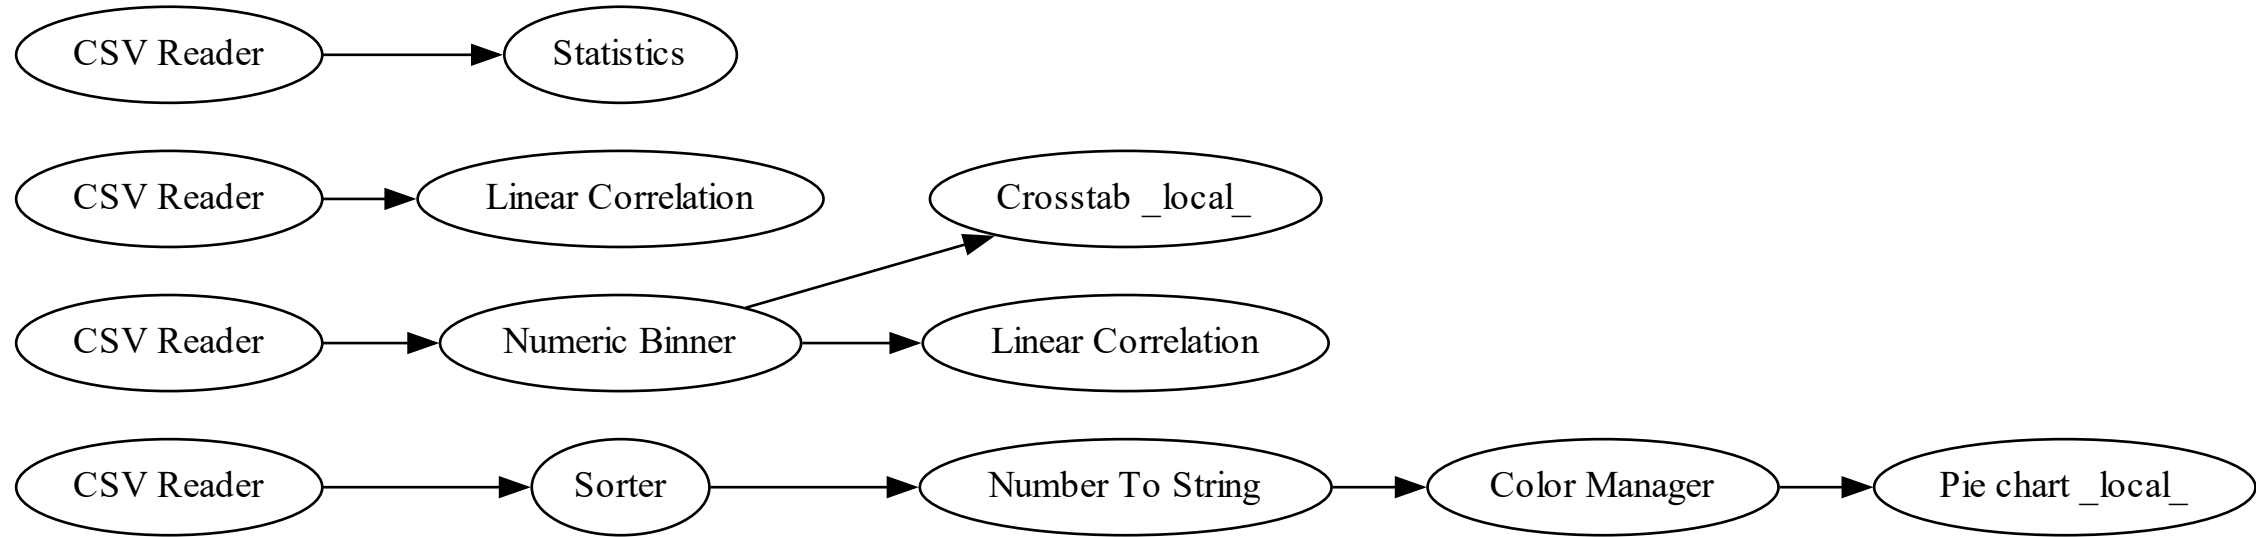 CSV Reader
Statistics
CSV Reader
Linear Correlation
Crosstab _local_
CSV Reader
Numeric Binner
Linear Correlation
CSV Reader
Sorter
Number To String
Color Manager
Pie chart _local_